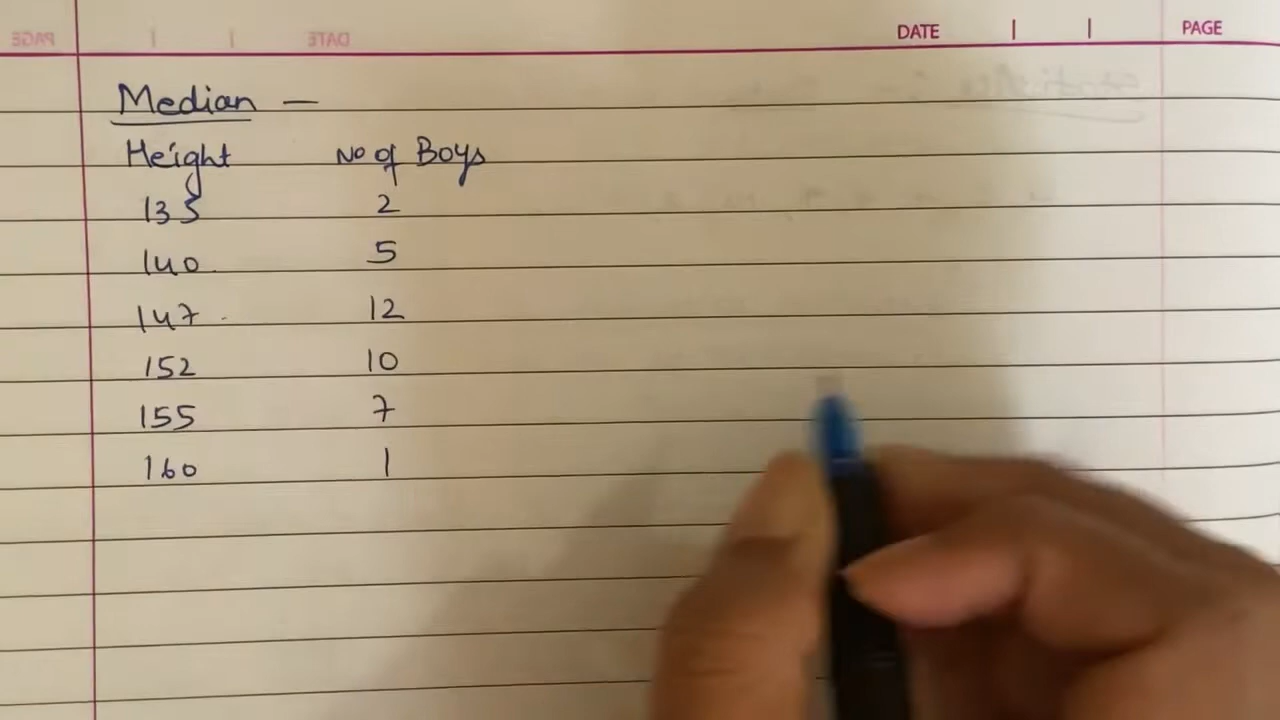 DATE | | PAGE
Median —
Height No of Boys
135 2
140 5
147 12
152 10
155 7
160 1